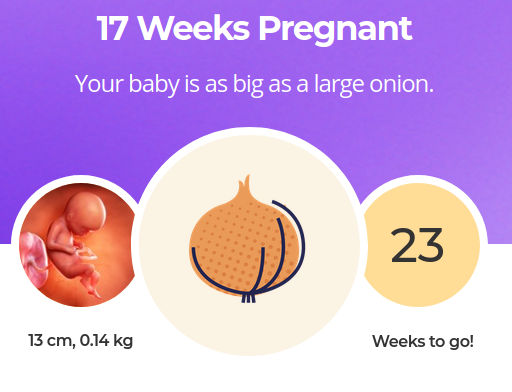 17 Weeks Pregnant
Your baby is as big as a large onion.
23
13 cm, 0.14 kg
Weeks to go!